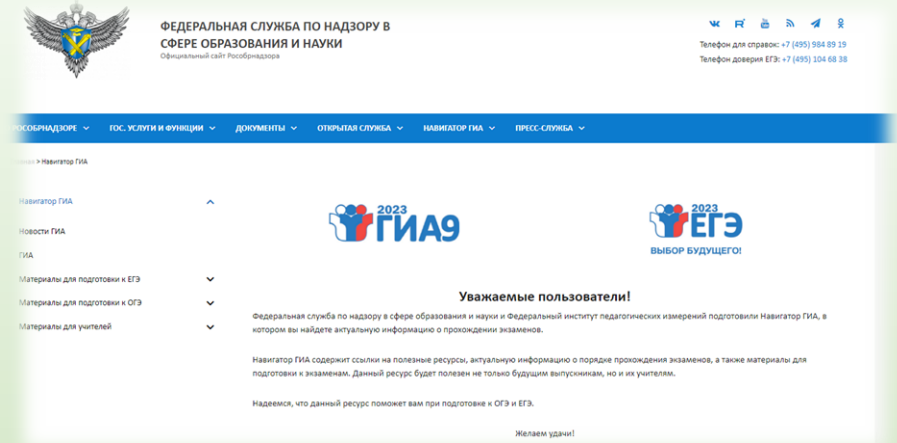 ФЕДЕРАЛЬНАЯ СЛУЖБА ПО НАДЗОРУ В
СФЕРЕ ОБРАЗОВАНИЯ И НАУКИ
Официальный сайт Рособрнадзора
Телефон для справок: +7 (495) 984 89 19
Телефон доверия ЕГЭ: +7 (495) 104 68 38
РОСОБРНАДЗОРЕ ГОС. УСЛУГИ И ФУНКЦИИ ДОКУМЕНТЫ ОТКРЫТАЯ СЛУЖБА НАВИГАТОР ГИА ПРЕСС-СЛУЖБА
> Навигатор ГИА
Навигатор ГИА
Новости ГИА
ГИА
Материалы для подготовки к ЕГЭ
Материалы для подготовки к ОГЭ
Материалы для учителей
2023
ГИА9
2023
ЕГЭ
ВЫБОР БУДУЩЕГО!
Уважаемые пользователи!
Федеральная служба по надзору в сфере образования и науки и Федеральный институт педагогических измерений подготовили Навигатор ГИА, в
котором вы найдете актуальную информацию о прохождении экзаменов.
Навигатор ГИА содержит ссылки на полезные ресурсы, актуальную информацию о порядке прохождения экзаменов, а также материалы для
подготовки к экзаменам. Данный ресурс будет полезен не только будущим выпускникам, но и их учителям.
Надеемся, что данный ресурс поможет вам при подготовке к ОГЭ и ЕГЭ.
Желаем удачи!